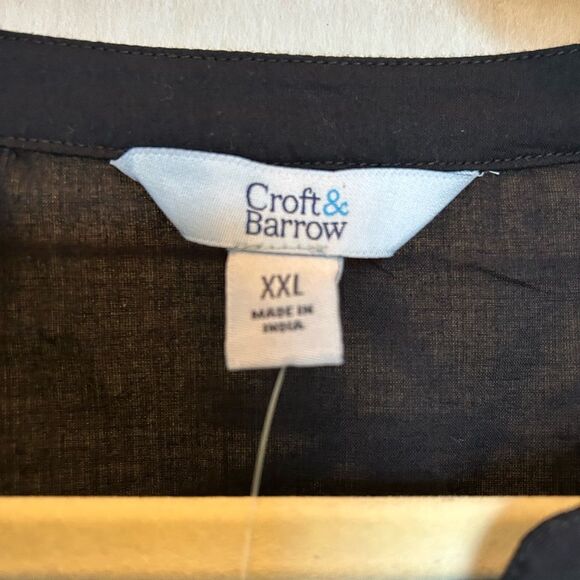 Croft&
Barrow
XXL
MADE IN
INDIA